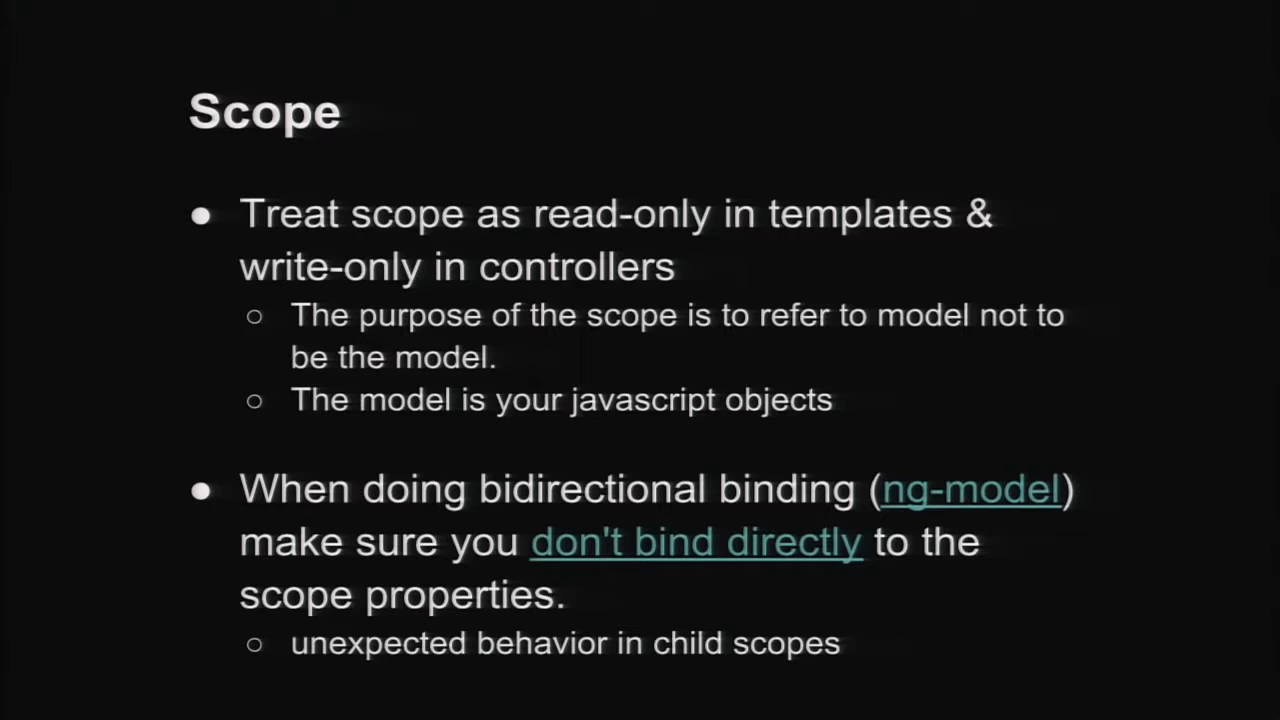 Scope
● Treat scope as read-only in templates &
write-only in controllers
○ The purpose of the scope is to refer to model not to
be the model.
○ The model is your javascript objects
● When doing bidirectional binding (ng-model)
make sure you don't bind directly to the
scope properties.
○ unexpected behavior in child scopes